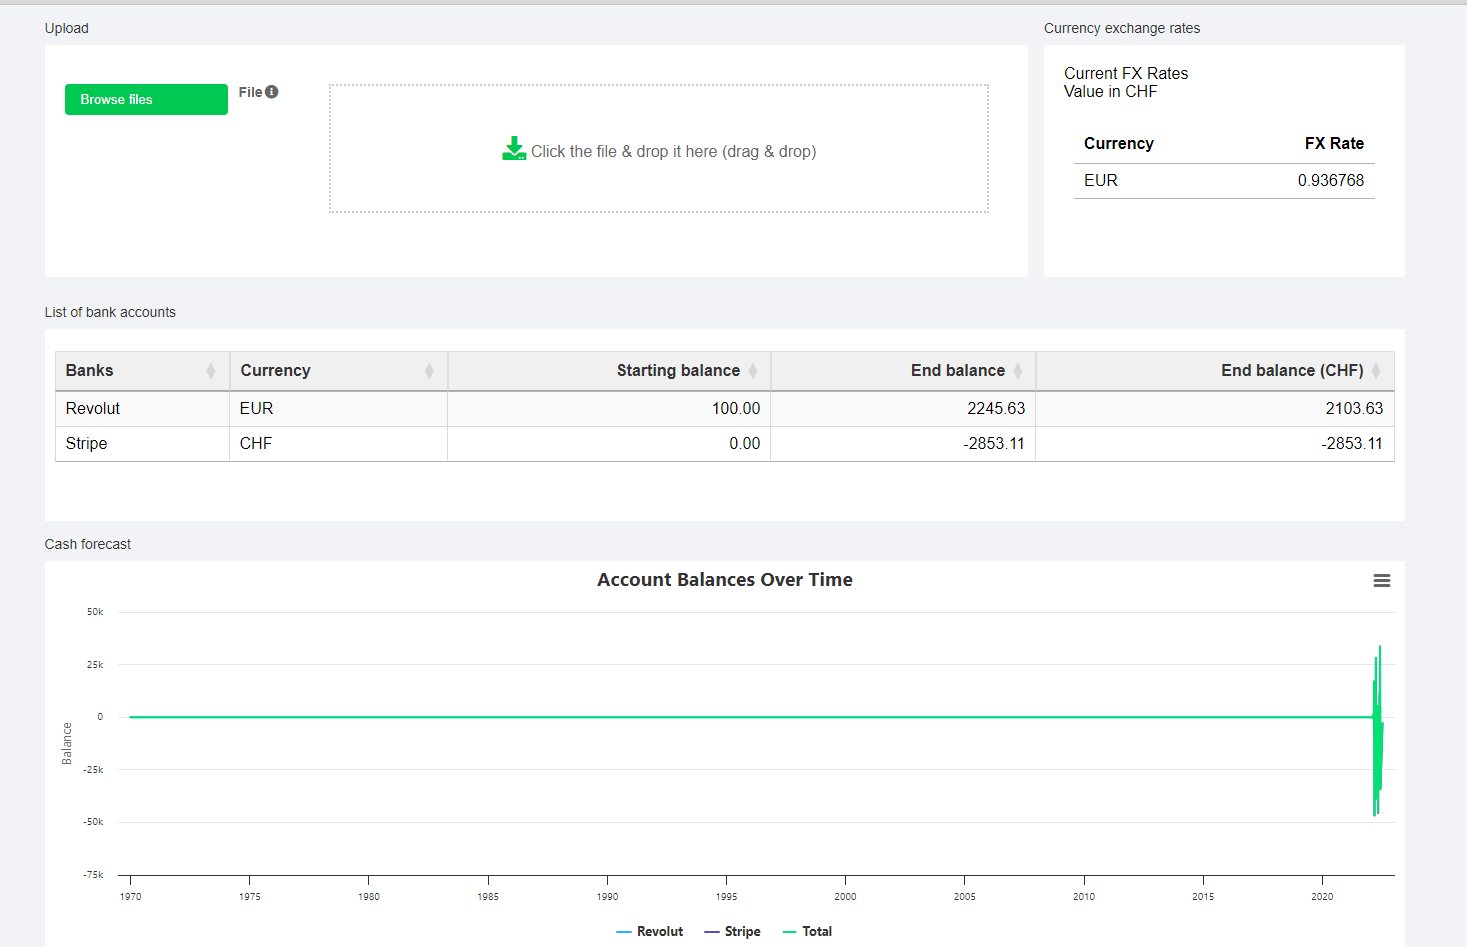 Upload
Currency exchange rates
Browse files
File
Click the file & drop it here (drag & drop)
Current FX Rates
Value in CHF
Currency FX Rate
EUR 0.936768
List of bank accounts
Banks Currency Starting balance End balance End balance (CHF)
Revolut EUR 100.00 2245.63 2103.63
Stripe CHF 0.00 -2853.11 -2853.11
Cash forecast
Account Balances Over Time
Balance
50k
25k
0
-25k
-50k
-75k
1970 1975 1980 1985 1990 1995 2000 2005 2010 2015 2020
Revolut Stripe Total